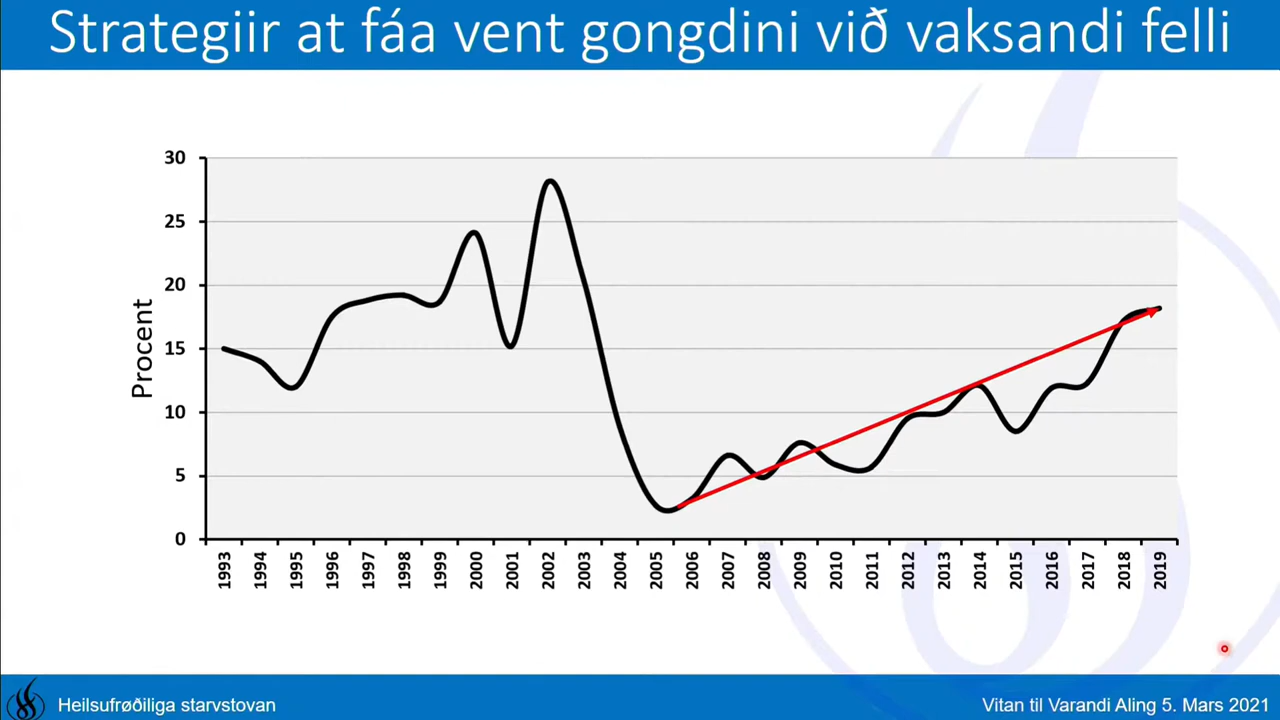 Strategiir at fáa vent gongdini við vaksandi felli
30
25
20
15
10
5
0
Procent
1993 1994 1995 1996 1997 1998 1999 2000 2001 2002 2003 2004 2005 2006 2007 2008 2009 2010 2011 2012 2013 2014 2015 2016 2017 2018 2019
Heilsufrøðiliga starvstovan
Vitan til Varandi Aling 5. Mars 2021